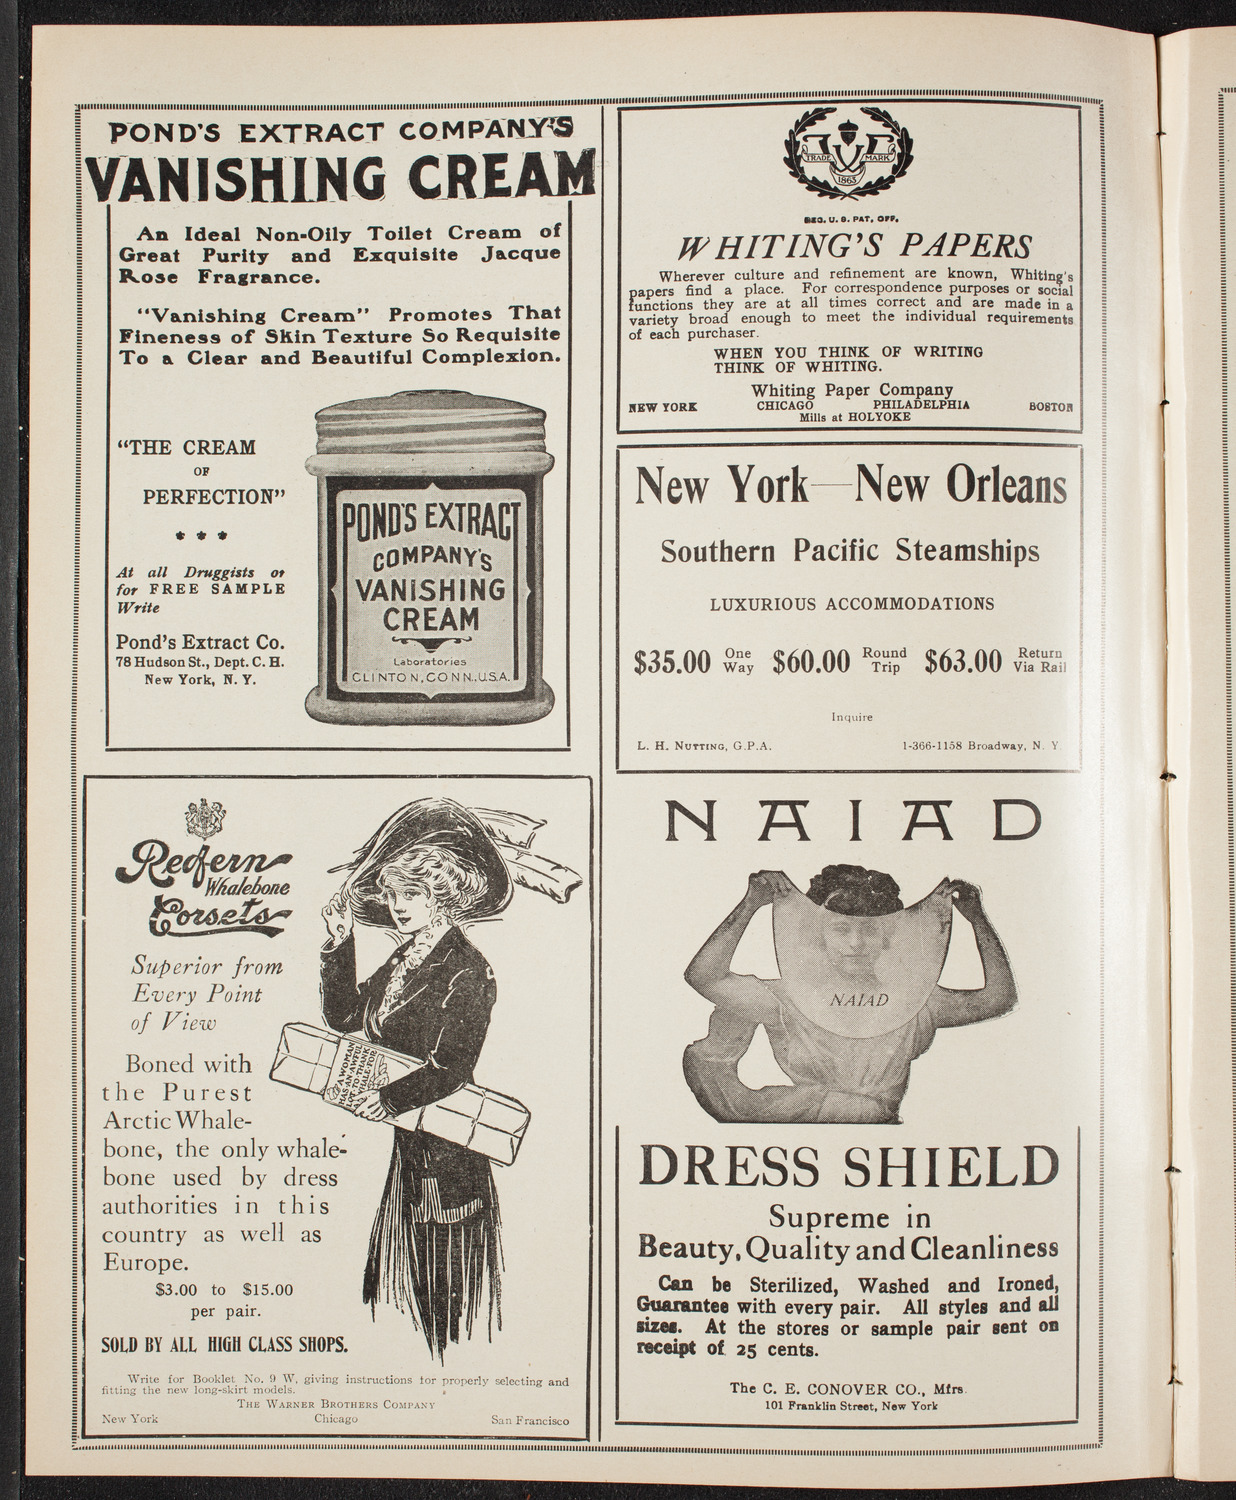 POND'S EXTRACT COMPANY'S
VANISHING CREAM
An Ideal Non-Oily Toilet Cream of
Great Purity and Exquisite Jacque
Rose Fragrance.
"Vanishing Cream" Promotes That
Fineness of Skin Texture So Requisite
To a Clear and Beautiful Complexion.
"THE CREAM
OF
PERFECTION"
* * *
At all Druggists or
for FREE SAMPLE
Write
Pond's Extract Co.
78 Hudson St., Dept. C. H.
New York, N. Y.
POND'S EXTRACT
COMPANY'S
VANISHING
CREAM
Laboratories
CLINTON, CONN., U.S.A.
Redfern
Whalebone
Corsets
Superior from
Every Point
of View
Boned with
the Purest
Arctic Whale-
bone, the only whale-
bone used by dress
authorities in this
country as well as
Europe.
$3.00 to $15.00
per pair.
SOLD BY ALL HIGH CLASS SHOPS.
A WOMAN
HAS AN AWFUL
LOT TO THANK
A WHALE FOR
Write for Booklet No. 9 W, giving instructions for properly selecting and
fitting the new long-skirt models.
THE WARNER BROTHERS COMPANY
New York Chicago San Francisco
TRADE MARK
1863
REG. U. S. PAT. OFF.
WHITING'S PAPERS
Wherever culture and refinement are known, Whiting's
papers find a place. For correspondence purposes or social
functions they are at all times correct and are made in a
variety broad enough to meet the individual requirements
of each purchaser.
WHEN YOU THINK OF WRITING
THINK OF WHITING.
Whiting Paper Company
NEW YORK CHICAGO PHILADELPHIA BOSTON
Mills at HOLYOKE
New York—New Orleans
Southern Pacific Steamships
LUXURIOUS ACCOMMODATIONS
$35.00 One Way $60.00 Round Trip $63.00 Return Via Rail
Inquire
L. H. NUTTING, G.P.A. 1-366-1158 Broadway, N. Y.
NAIAD
NAIAD
DRESS SHIELD
Supreme in
Beauty, Quality and Cleanliness
Can be Sterilized, Washed and Ironed,
Guarantee with every pair. All styles and all
sizes. At the stores or sample pair sent on
receipt of 25 cents.
The C. E. CONOVER CO., Mfrs.
101 Franklin Street, New York